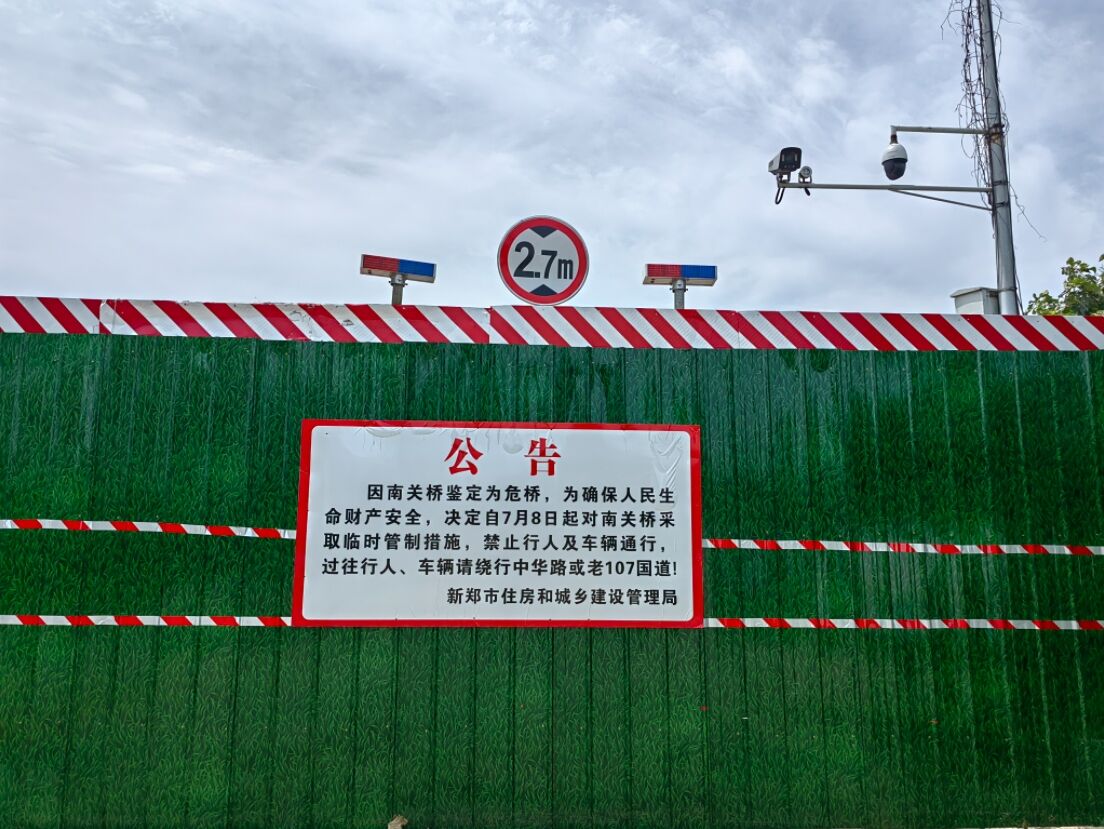 2.7m
公告
因南关桥鉴定为危桥，为确保人民生
命财产安全，决定自7月8日起对南关桥采
取临时管制措施，禁止行人及车辆通行，
过往行人、车辆请绕行中华路或老107国道!
新郑市住房和城乡建设管理局